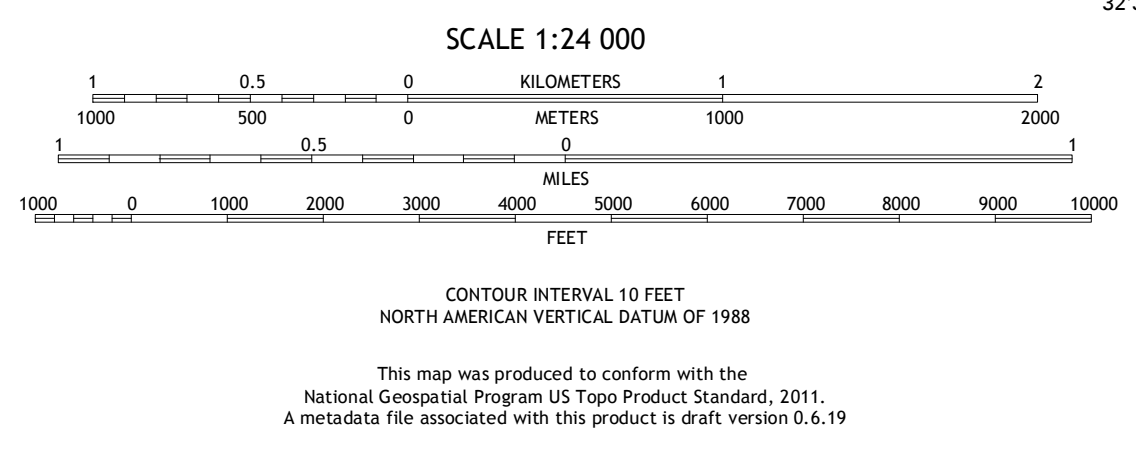 32°
SCALE 1:24 000
1 0.5 0 KILOMETERS 1 2
1000 500 0 METERS 1000 2000
1 0.5 0 1
MILES
1000 0 1000 2000 3000 4000 5000 6000 7000 8000 9000 10000
FEET
CONTOUR INTERVAL 10 FEET
NORTH AMERICAN VERTICAL DATUM OF 1988
This map was produced to conform with the
National Geospatial Program US Topo Product Standard, 2011.
A metadata file associated with this product is draft version 0.6.19